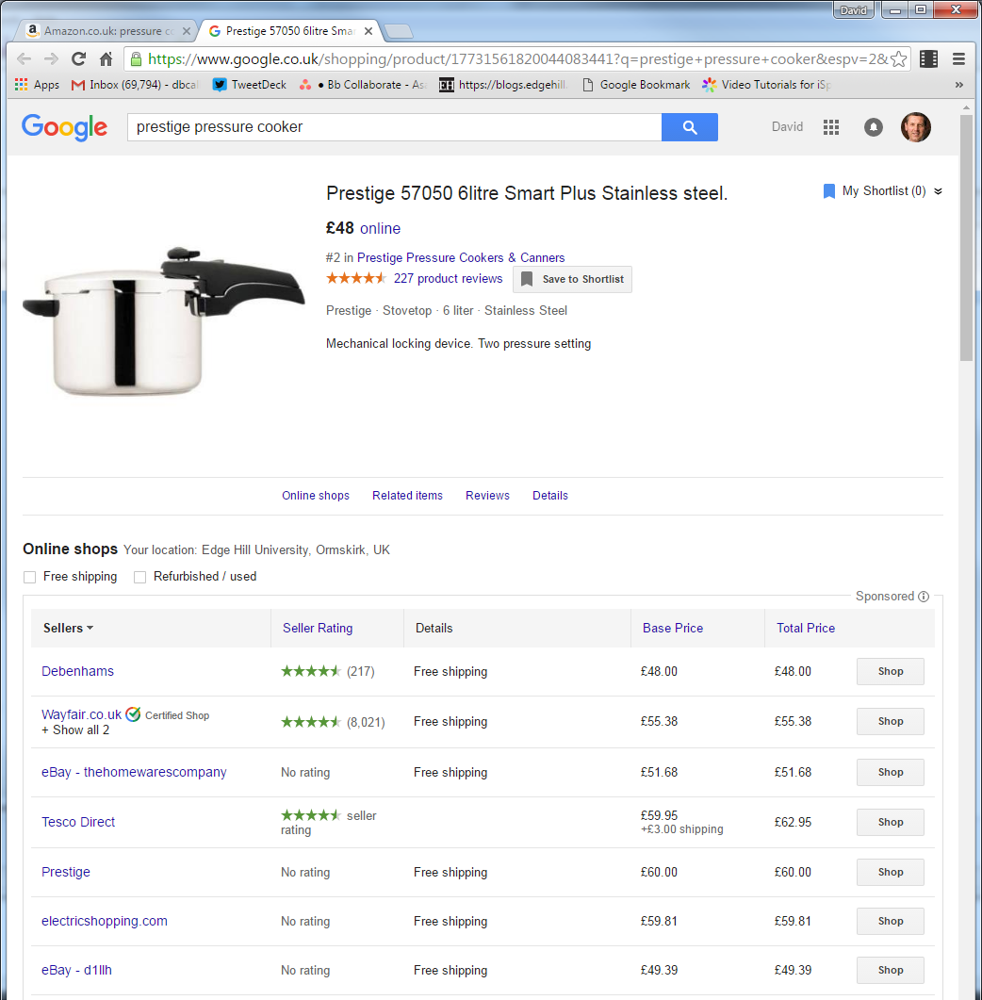 David
Amazon.co.uk: pressure co
Prestige 57050 6litre Smar
https://www.google.co.uk/shopping/product/17731561820044083441?q=prestige+pressure+cooker&espv=2&
Apps
Inbox (69,794) - dbcal
TweetDeck
● Bb Collaborate - Ass
EH https://blogs.edgehill.
Google Bookmark
Video Tutorials for iSp
»
Google
prestige pressure cooker
David
Prestige 57050 6litre Smart Plus Stainless steel.
My Shortlist (0)
£48 online
#2 in Prestige Pressure Cookers & Canners
227 product reviews
Save to Shortlist
Prestige · Stovetop · 6 liter · Stainless Steel
Mechanical locking device. Two pressure setting
Online shops Related items Reviews Details
Online shops Your location: Edge Hill University, Ormskirk, UK
Free shipping Refurbished / used
Sponsored
Sellers Seller Rating Details Base Price Total Price
Debenhams (217) Free shipping £48.00 £48.00 Shop
Wayfair.co.uk Certified Shop
+ Show all 2
(8,021) Free shipping £55.38 £55.38 Shop
eBay - thehomewarescompany No rating Free shipping £51.68 £51.68 Shop
Tesco Direct seller
rating
£59.95
+£3.00 shipping
£62.95 Shop
Prestige No rating Free shipping £60.00 £60.00 Shop
electricshopping.com No rating Free shipping £59.81 £59.81 Shop
eBay - d1llh No rating Free shipping £49.39 £49.39 Shop